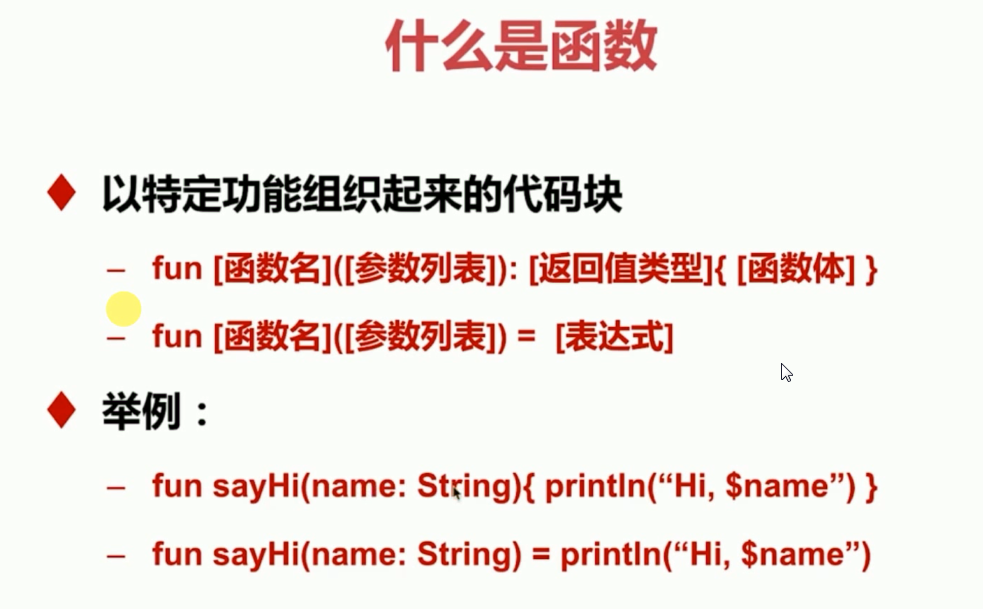 什么是函数
以特定功能组织起来的代码块
– fun [函数名]([参数列表]): [返回值类型]{ [函数体] }
– fun [函数名]([参数列表]) = [表达式]
举例：
– fun sayHi(name: String){ println(“Hi, $name”) }
– fun sayHi(name: String) = println(“Hi, $name”)